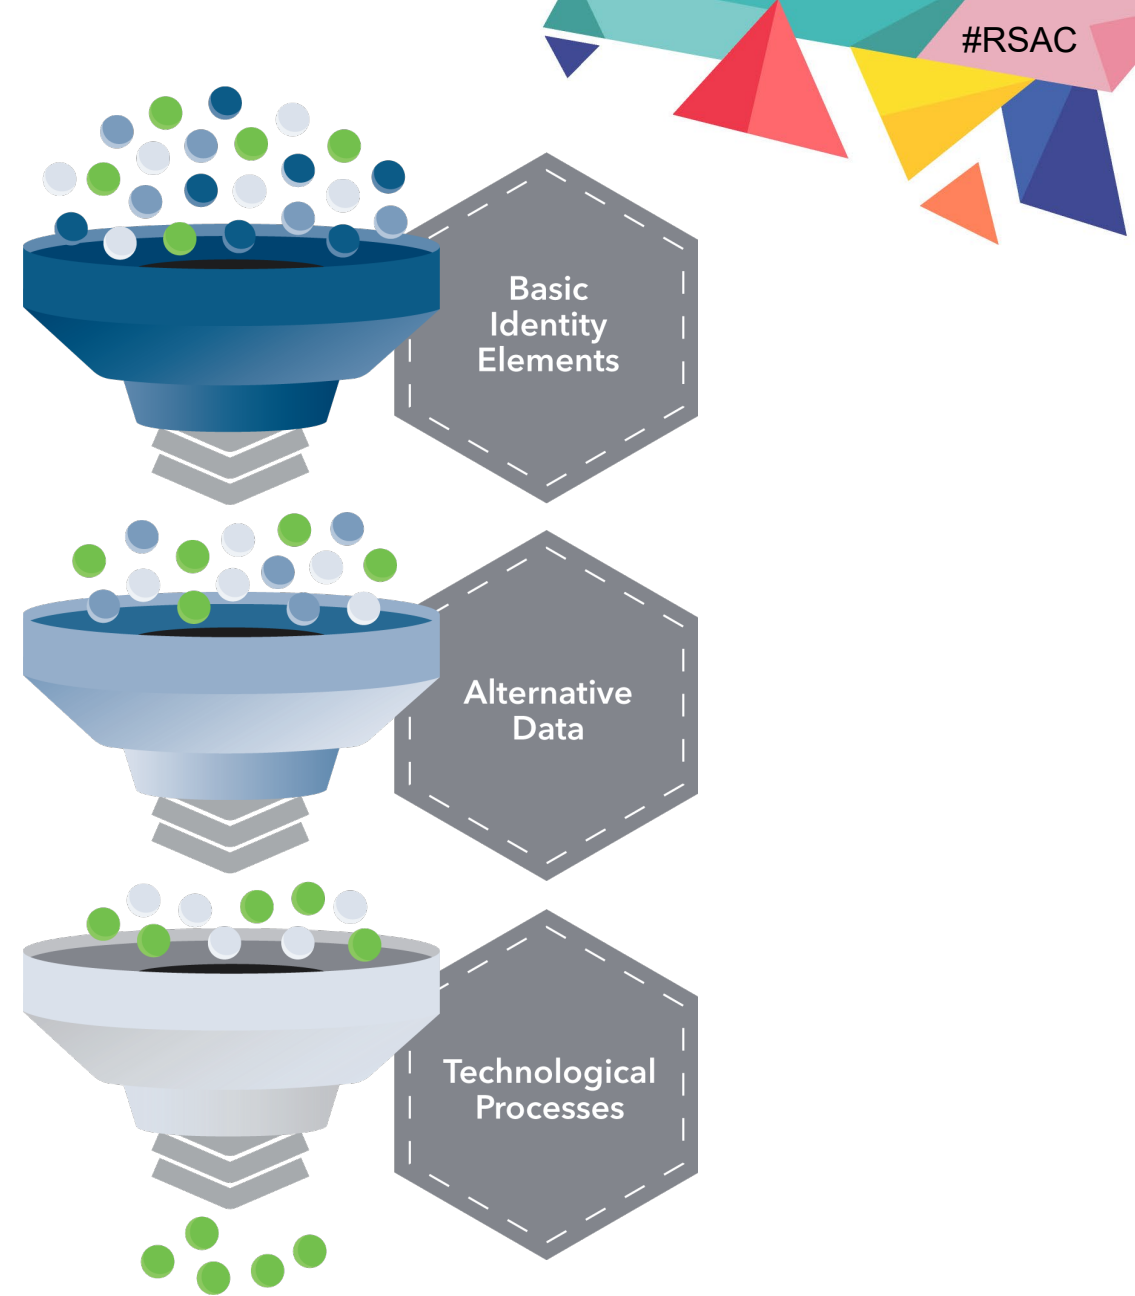 #RSAC
Basic
Identity
Elements
Alternative
Data
Technological
Processes